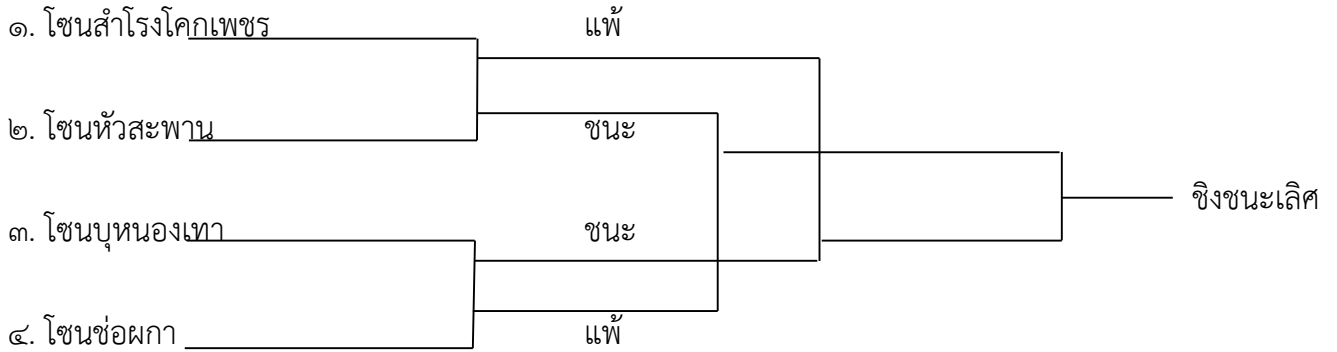 ๑. โซนสำโรงโคกเพชร แพ้
๒. โซนหัวสะพาน ชนะ
ชิงชนะเลิศ
๓. โซนบุหนองเทา ชนะ
๔. โซนช่อผกา แพ้